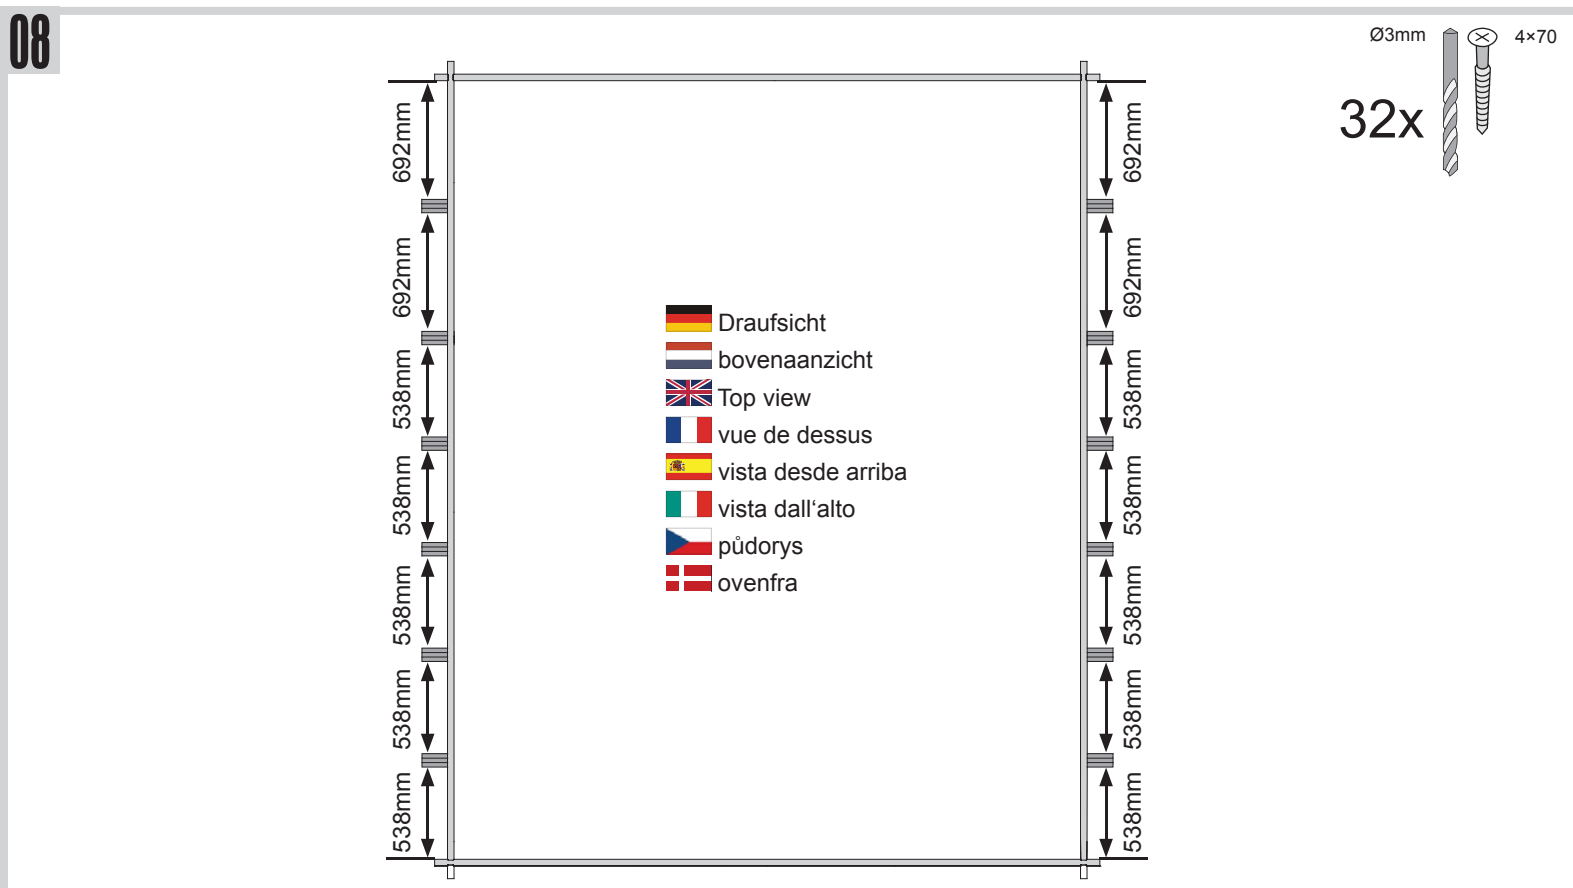 08
Ø3mm
4×70
32x
692mm
692mm
538mm
538mm
538mm
538mm
538mm
Draufsicht
bovenaanzicht
Top view
vue de dessus
vista desde arriba
vista dall‘alto
půdorys
ovenfra
692mm
692mm
538mm
538mm
538mm
538mm
538mm